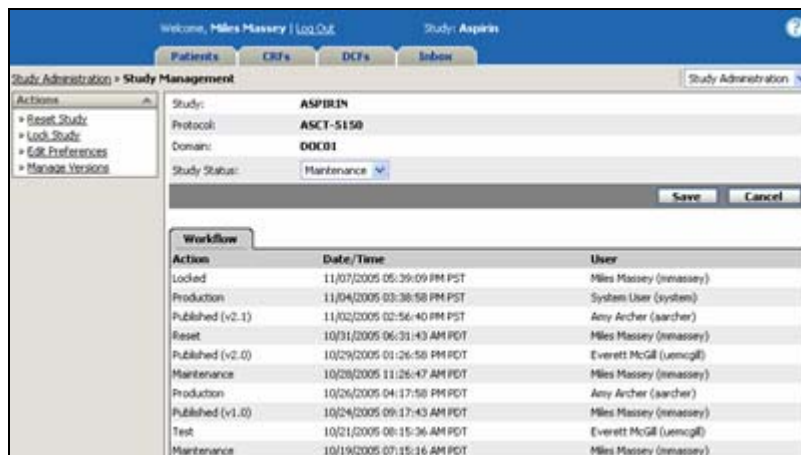 Welcome, Miles Massey | Log Out Study: Aspirin ?
Patients CRFs DCFs Inbox
Study Administration » Study Management Study Administration
Actions
» Reset Study
» Lock Study
» Edit Preferences
» Manage Versions
Study: ASPIRIN
Protocol: ASCT-5150
Domain: DOC01
Study Status: Maintenance
Save Cancel
Workflow
Action Date/Time User
Locked 11/07/2005 05:39:09 PM PST Miles Massey (mmassey)
Production 11/04/2005 03:38:58 PM PST System User (system)
Published (v2.1) 11/02/2005 02:56:40 PM PST Amy Archer (aarcher)
Reset 10/31/2005 06:31:43 AM PDT Miles Massey (mmassey)
Published (v2.0) 10/29/2005 01:26:58 PM PDT Everett McGill (uemcgill)
Maintenance 10/28/2005 11:26:47 AM PDT Miles Massey (mmassey)
Production 10/26/2005 04:17:58 PM PDT Amy Archer (aarcher)
Published (v1.0) 10/24/2005 09:17:43 AM PDT Miles Massey (mmassey)
Test 10/21/2005 08:15:36 AM PDT Everett McGill (uemcgill)
Maintenance 10/19/2005 07:15:16 AM PDT Miles Massey (mmassey)